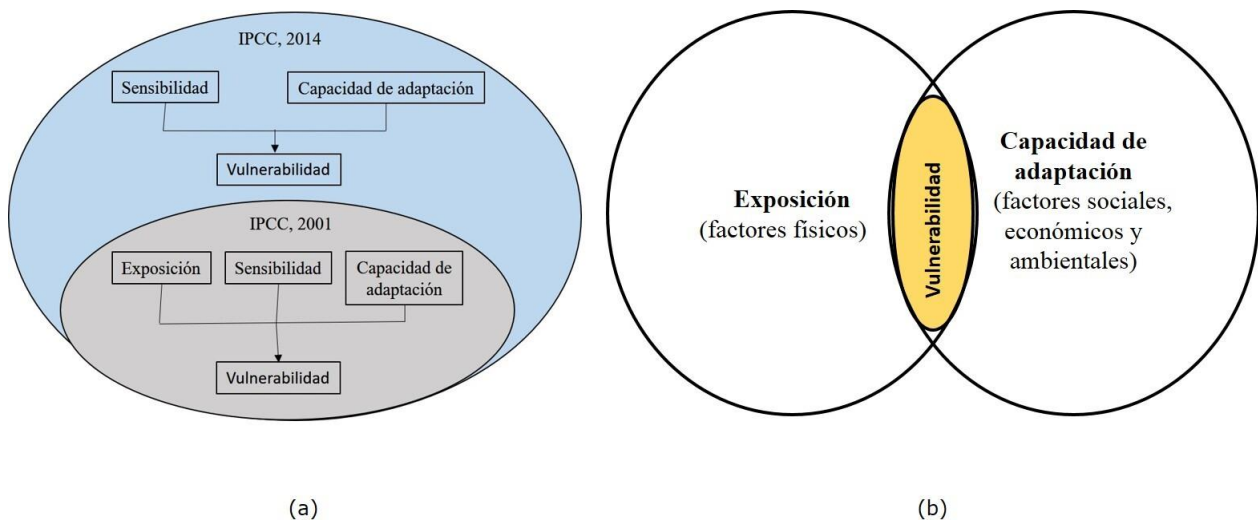 IPCC, 2014
Sensibilidad
Capacidad de adaptación
Vulnerabilidad
IPCC, 2001
Exposición
Sensibilidad
Capacidad de
adaptación
Vulnerabilidad
(a)
Exposición
(factores físicos)
Vulnerabilidad
Capacidad de
adaptación
(factores sociales,
económicos y
ambientales)
(b)